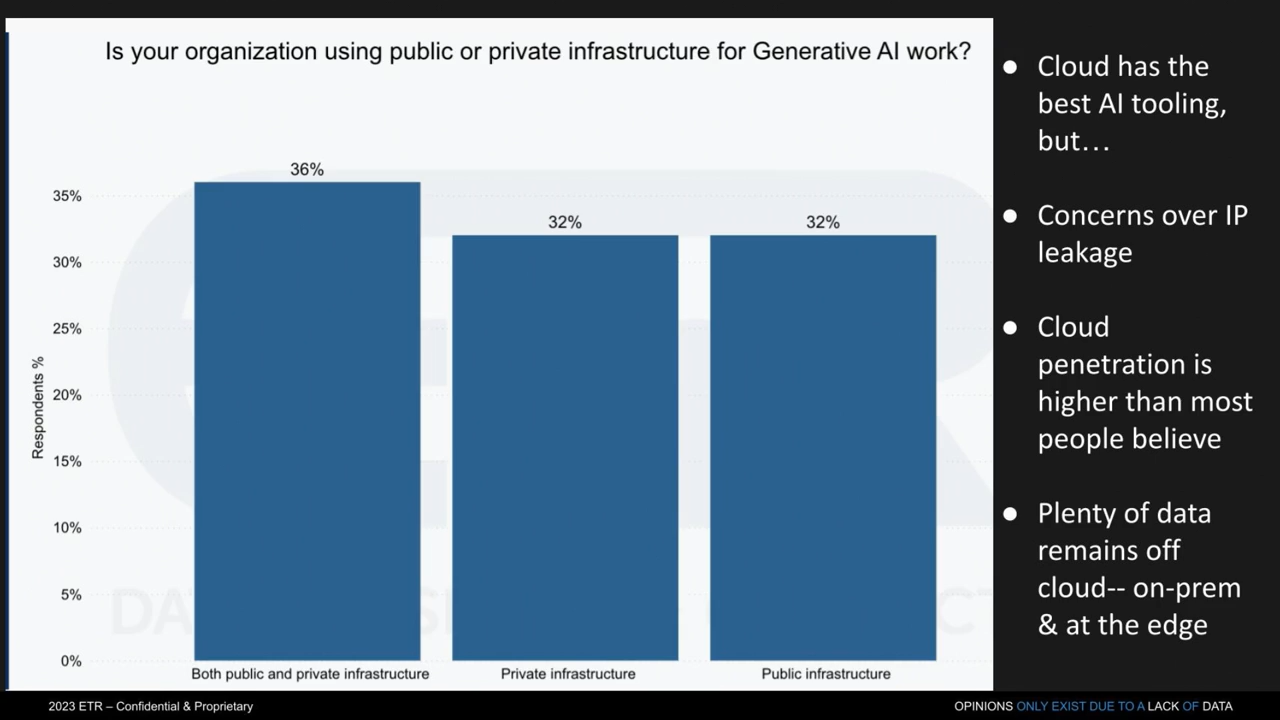 Is your organization using public or private infrastructure for Generative AI work?
Respondents %
35%
30%
25%
20%
15%
10%
5%
0%
36%
32%
32%
Both public and private infrastructure
Private infrastructure
Public infrastructure
● Cloud has the
best AI tooling,
but…
● Concerns over IP
leakage
● Cloud
penetration is
higher than most
people believe
● Plenty of data
remains off
cloud-- on-prem
& at the edge
2023 ETR – Confidential & Proprietary
OPINIONS ONLY EXIST DUE TO A LACK OF DATA